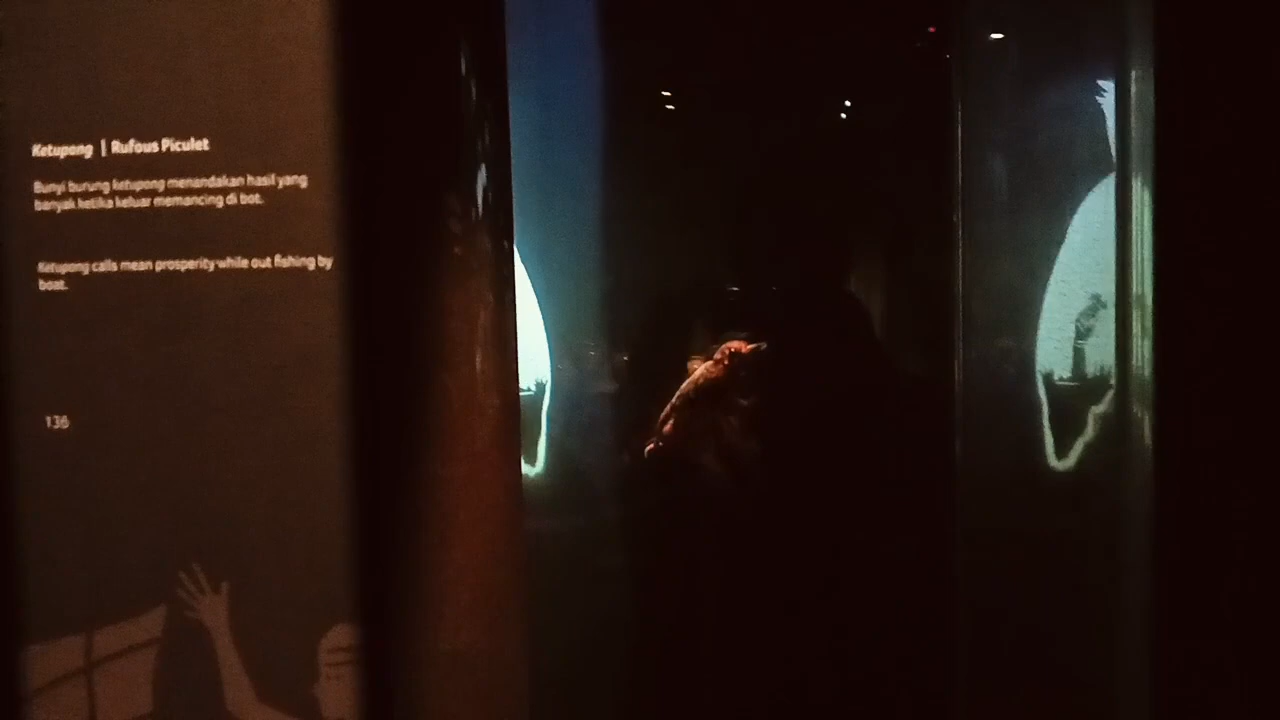 Ketupong | Rufous Piculet
Bunyi burung ketupong menandakan hasil yang
banyak ketika keluar memancing di bot.
Ketupong calls mean prosperity while out fishing by
boat.
136